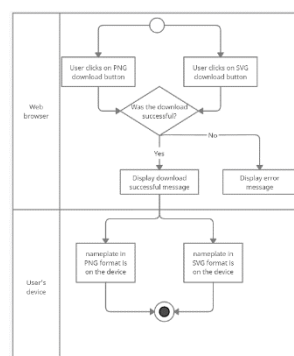 User clicks on PNG
download button
User clicks on SVG
download button
Web
browser
Was the download
successful?
No
Yes
Display download
successful message
Display error
message
User's
device
nameplate in
PNG format is
on the device
nameplate in
SVG format is
on the device